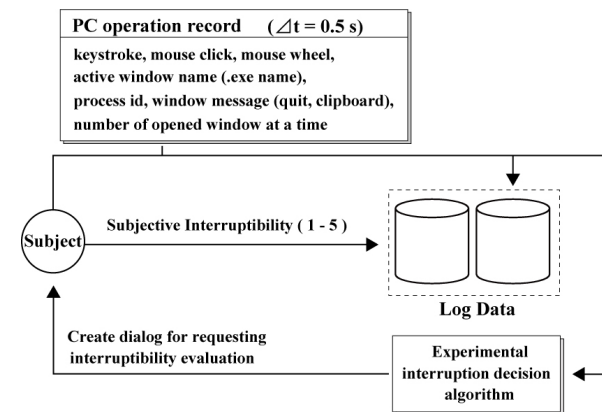 PC operation record (⊿t = 0.5 s)
keystroke, mouse click, mouse wheel,
active window name (.exe name),
process id, window message (quit, clipboard),
number of opened window at a time
Subject
Subjective Interruptibility ( 1 - 5 )
Log Data
Create dialog for requesting
interruptibility evaluation
Experimental
interruption decision
algorithm